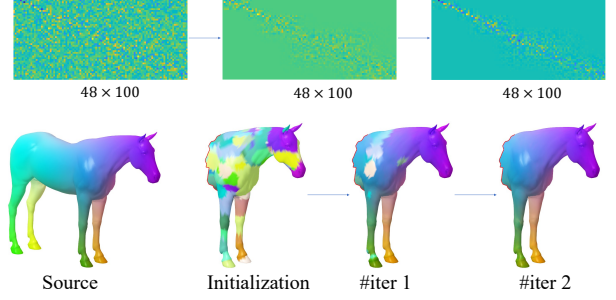 48 × 100
48 × 100
48 × 100
Source
Initialization
#iter 1
#iter 2